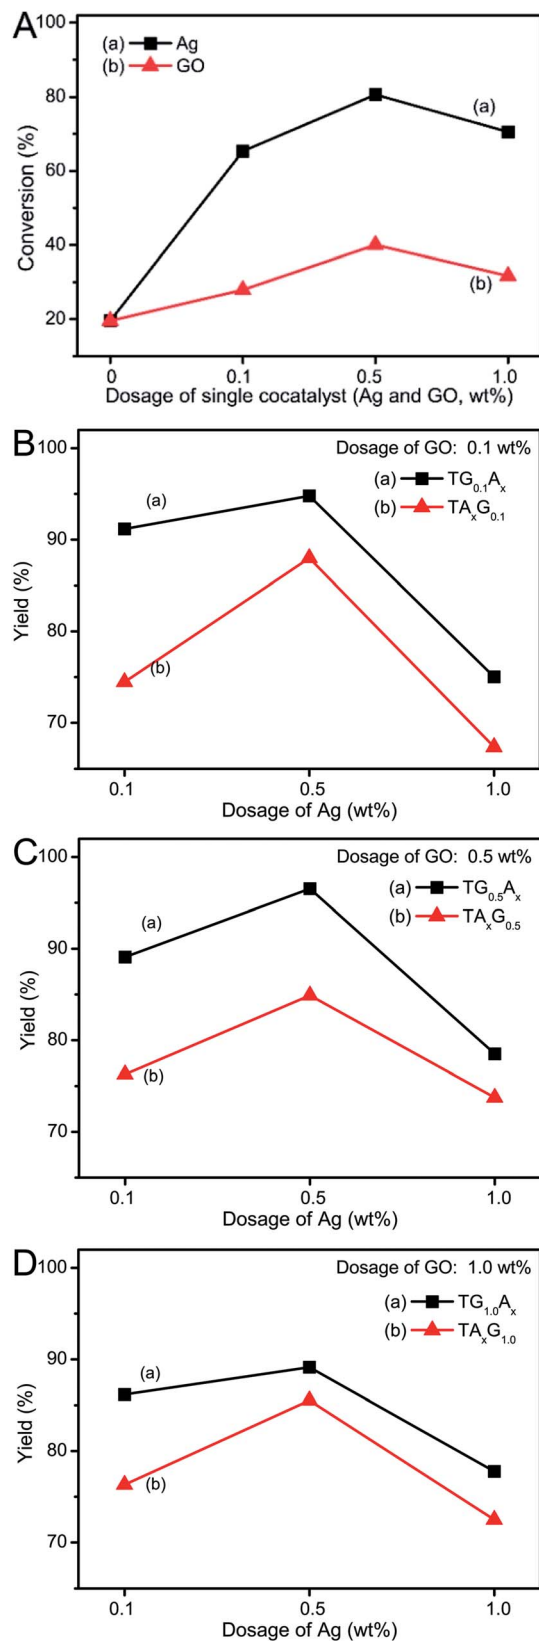 A
100
(a) Ag
(b) GO
80
(a)
60
Conversion (%)
40
(b)
20
0 0.1 0.5 1.0
Dosage of single cocatalyst (Ag and GO, wt%)
B
100
Dosage of GO: 0.1 wt%
(a) TG0.1Ax
(b) TAxG0.1
(a)
90
Yield (%)
80
(b)
70
0.1 0.5 1.0
Dosage of Ag (wt%)
C
100
Dosage of GO: 0.5 wt%
(a) TG0.5Ax
(b) TAxG0.5
(a)
90
Yield (%)
80
(b)
70
0.1 0.5 1.0
Dosage of Ag (wt%)
D
100
Dosage of GO: 1.0 wt%
(a) TG1.0Ax
(b) TAxG1.0
(a)
90
Yield (%)
80
(b)
70
0.1 0.5 1.0
Dosage of Ag (wt%)